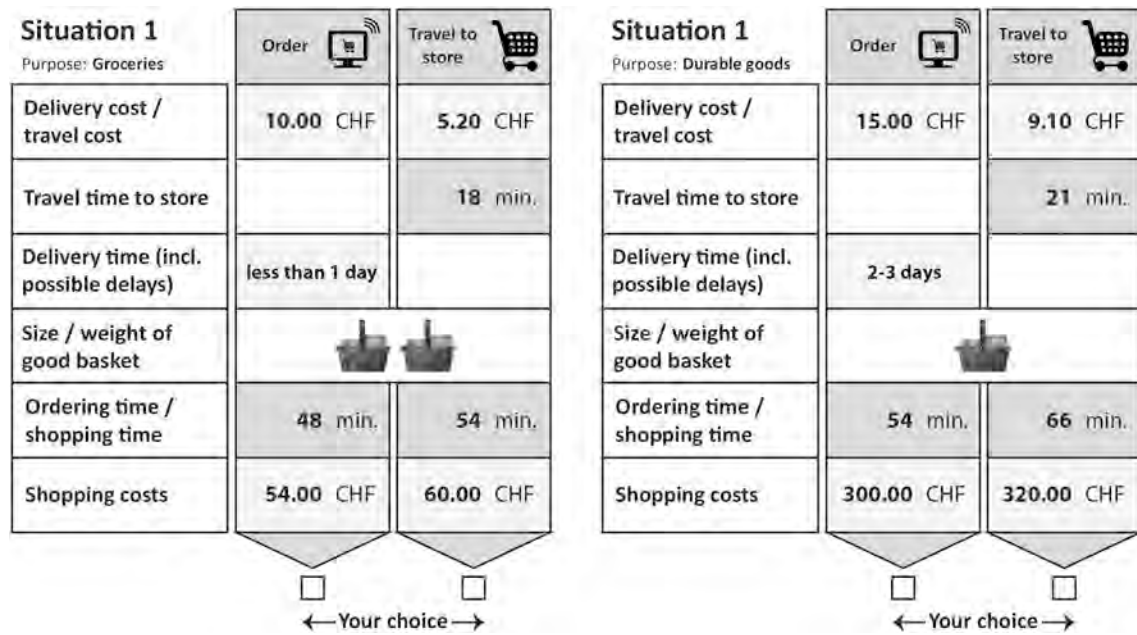 Situation 1
Purpose: Groceries
Order
Travel to
store
Delivery cost /
travel cost
10.00 CHF
5.20 CHF
Travel time to store
18 min.
Delivery time (incl.
possible delays)
less than 1 day
Size / weight of
good basket
Ordering time /
shopping time
48 min.
54 min.
Shopping costs
54.00 CHF
60.00 CHF
Your choice
Situation 1
Purpose: Durable goods
Order
Travel to
store
Delivery cost /
travel cost
15.00 CHF
9.10 CHF
Travel time to store
21 min.
Delivery time (incl.
possible delays)
2-3 days
Size / weight of
good basket
Ordering time /
shopping time
54 min.
66 min.
Shopping costs
300.00 CHF
320.00 CHF
Your choice